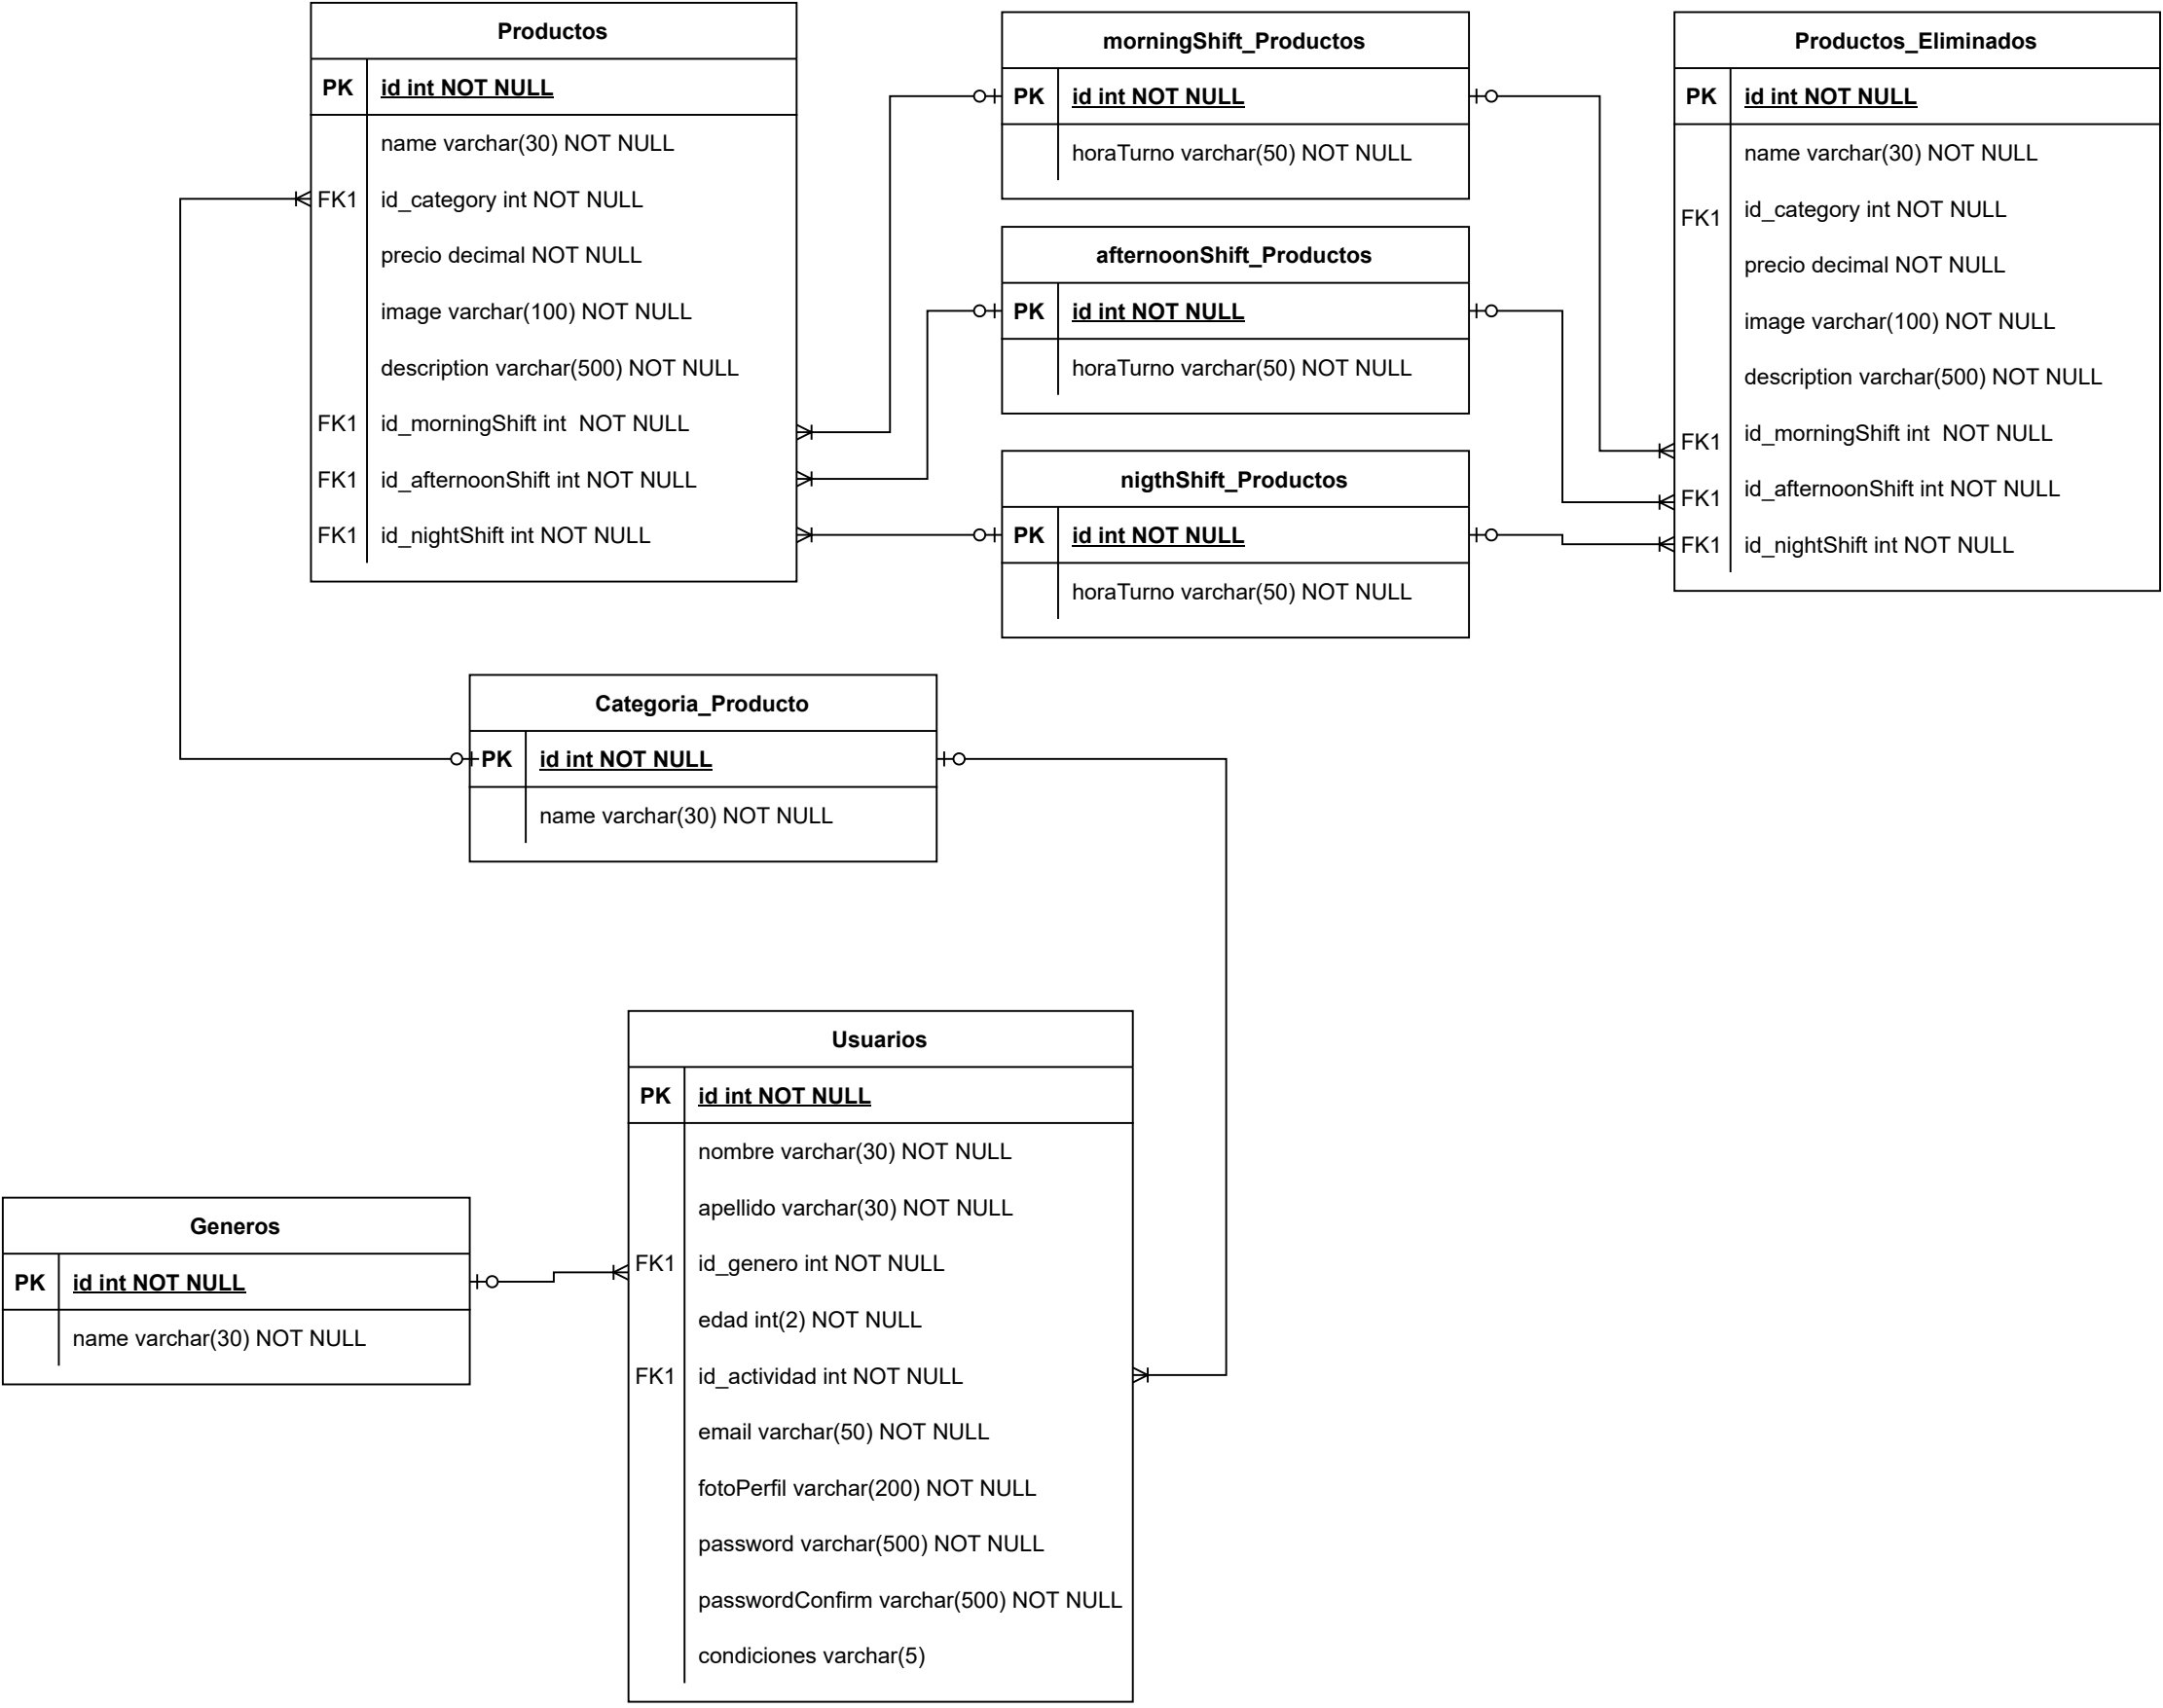 Productos
PK id int NOT NULL
name varchar(30) NOT NULL
FK1 id_category int NOT NULL
precio decimal NOT NULL
image varchar(100) NOT NULL
description varchar(500) NOT NULL
FK1 id_morningShift int  NOT NULL
FK1 id_afternoonShift int NOT NULL
FK1 id_nightShift int NOT NULL
morningShift_Productos
PK id int NOT NULL
horaTurno varchar(50) NOT NULL
afternoonShift_Productos
PK id int NOT NULL
horaTurno varchar(50) NOT NULL
nigthShift_Productos
PK id int NOT NULL
horaTurno varchar(50) NOT NULL
Productos_Eliminados
PK id int NOT NULL
name varchar(30) NOT NULL
FK1 id_category int NOT NULL
precio decimal NOT NULL
image varchar(100) NOT NULL
description varchar(500) NOT NULL
FK1 id_morningShift int  NOT NULL
FK1 id_afternoonShift int NOT NULL
FK1 id_nightShift int NOT NULL
Categoria_Producto
PK id int NOT NULL
name varchar(30) NOT NULL
Usuarios
PK id int NOT NULL
nombre varchar(30) NOT NULL
apellido varchar(30) NOT NULL
FK1 id_genero int NOT NULL
edad int(2) NOT NULL
FK1 id_actividad int NOT NULL
email varchar(50) NOT NULL
fotoPerfil varchar(200) NOT NULL
password varchar(500) NOT NULL
passwordConfirm varchar(500) NOT NULL
condiciones varchar(5)
Generos
PK id int NOT NULL
name varchar(30) NOT NULL